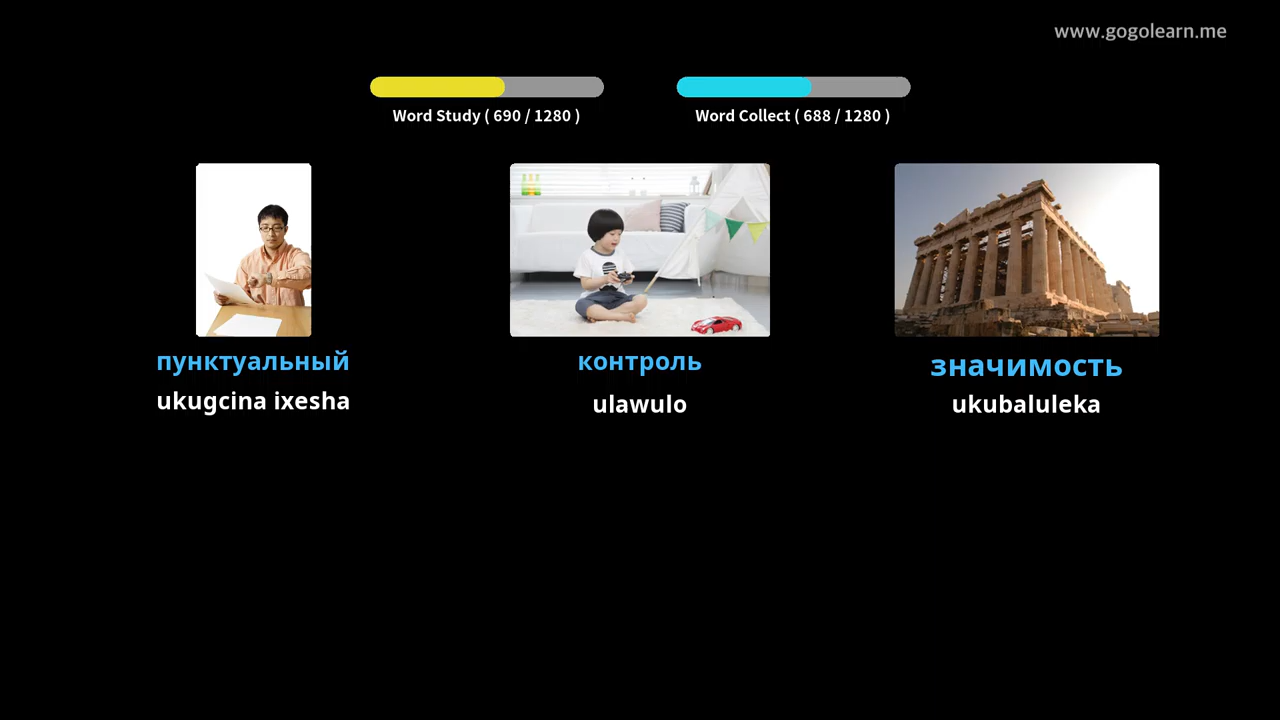 www.gogolearn.me
Word Study ( 690 / 1280 )
Word Collect ( 688 / 1280 )
пунктуальный
ukugcina ixesha
контроль
ulawulo
значимость
ukubaluleka